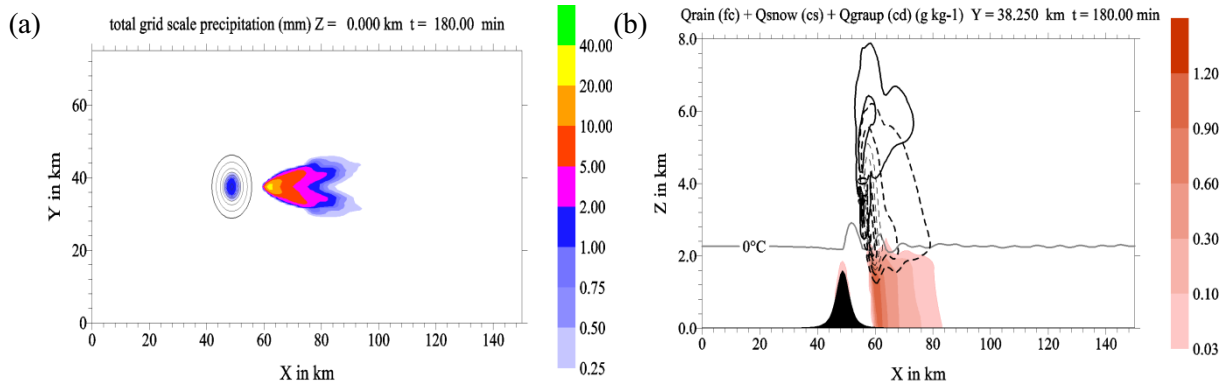 (a)
total grid scale precipitation (mm) Z = 0.000 km t = 180.00 min
Y in km
60
40
20
0
0 20 40 60 80 100 120 140
X in km
40.00
20.00
10.00
5.00
2.00
1.00
0.75
0.50
0.25
(b)
Qrain (fc) + Qsnow (cs) + Qgraup (cd) (g kg-1) Y = 38.250 km t = 180.00 min
Z in km
8.0
6.0
4.0
2.0
0.0
0°C
0 20 40 60 80 100 120 140
X in km
1.20
0.90
0.60
0.30
0.10
0.03